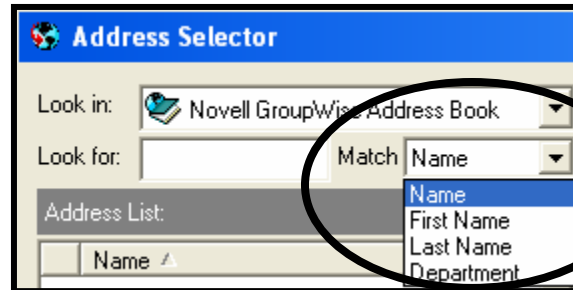 Address Selector
Look in: Novell GroupWise Address Book
Look for: Match Name
Address List: Name
First Name
Last Name
Name Department